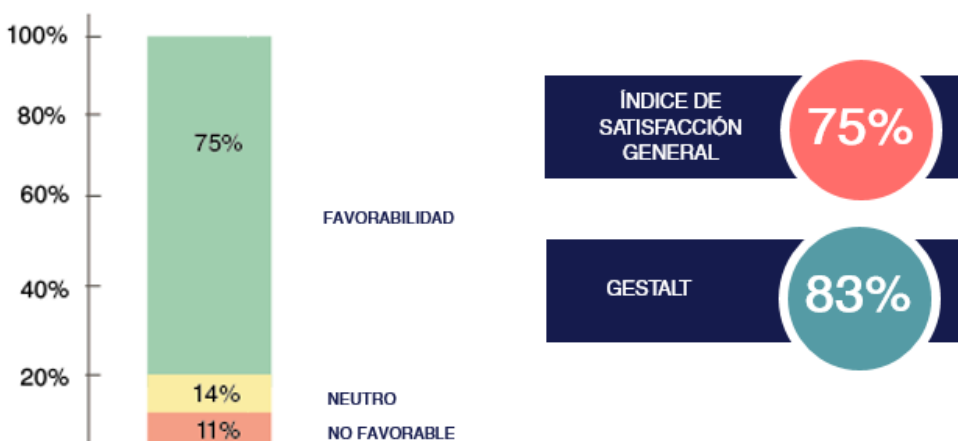 100%
80%
60%
40%
20%
75%
14%
11%
FAVORABILIDAD
NEUTRO
NO FAVORABLE
ÍNDICE DE
SATISFACCIÓN
GENERAL
75%
GESTALT
83%